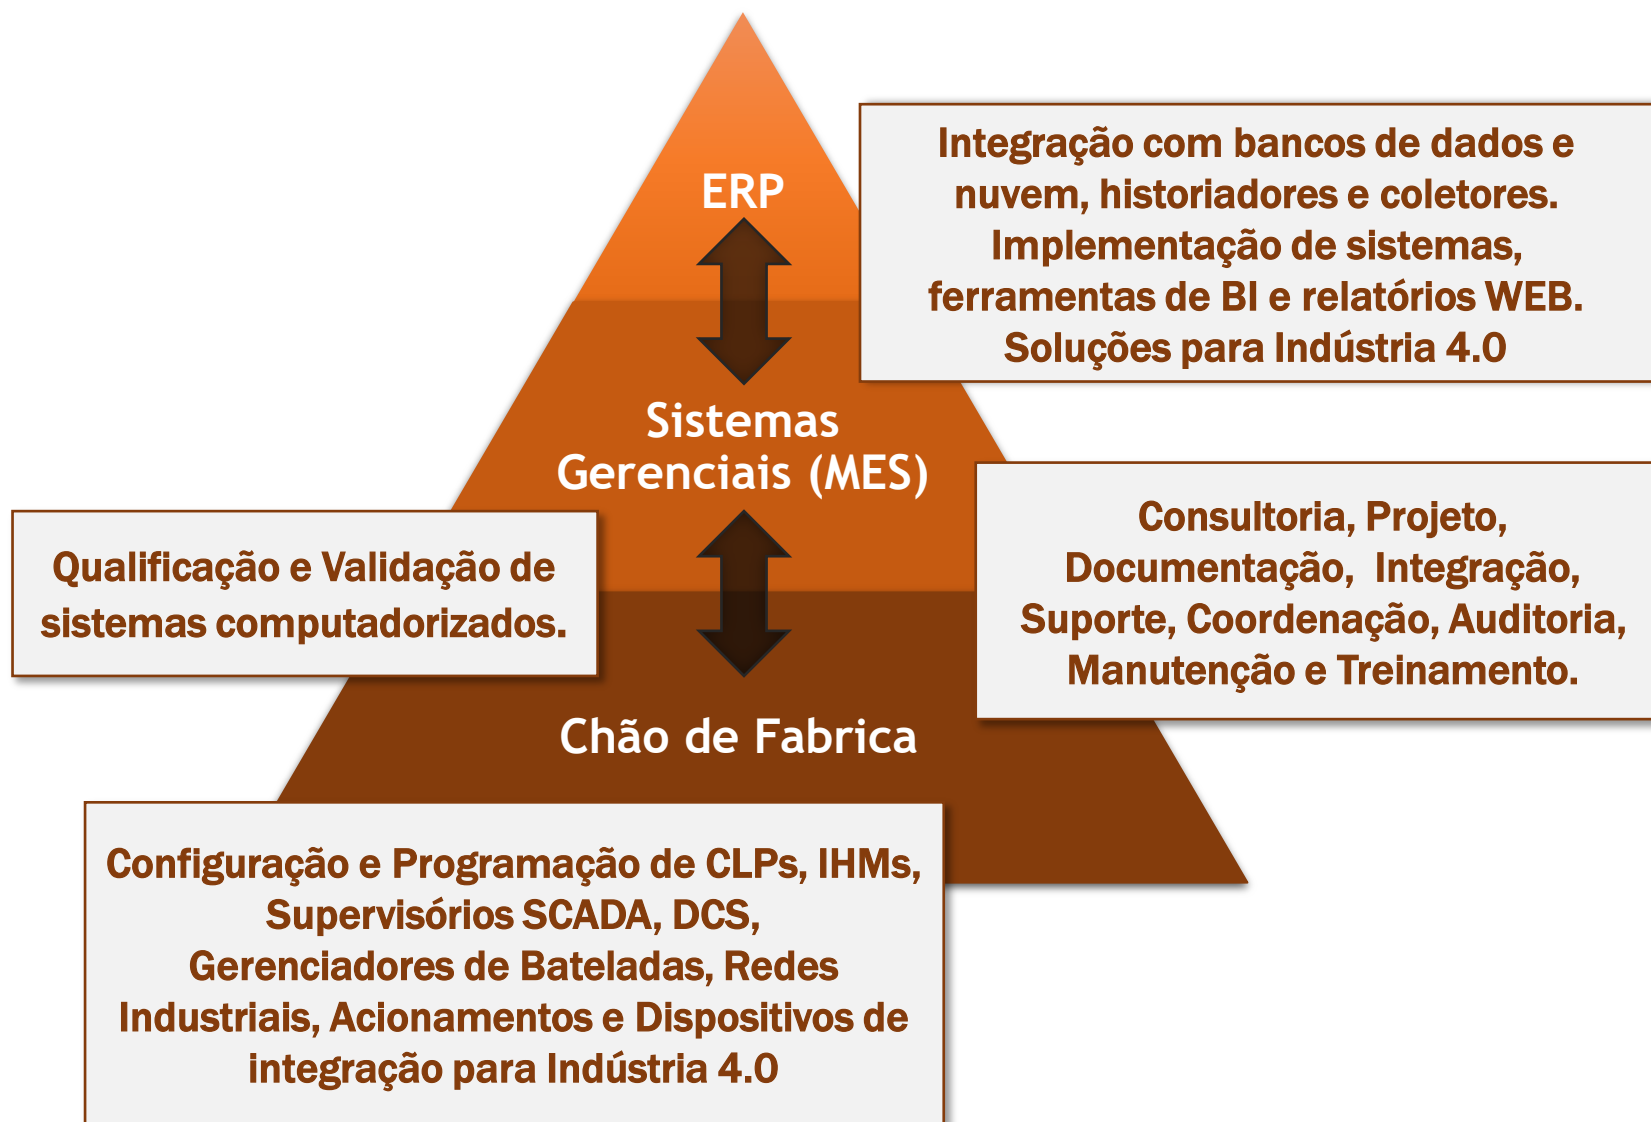 ERP
Integração com bancos de dados e
nuvem, historiadores e coletores.
Implementação de sistemas,
ferramentas de BI e relatórios WEB.
Soluções para Indústria 4.0
Sistemas
Gerenciais (MES)
Consultoria, Projeto,
Documentação,  Integração,
Suporte, Coordenação, Auditoria,
Manutenção e Treinamento.
Qualificação e Validação de
sistemas computadorizados.
Chão de Fabrica
Configuração e Programação de CLPs, IHMs,
Supervisórios SCADA, DCS,
Gerenciadores de Bateladas, Redes
Industriais, Acionamentos e Dispositivos de
integração para Indústria 4.0